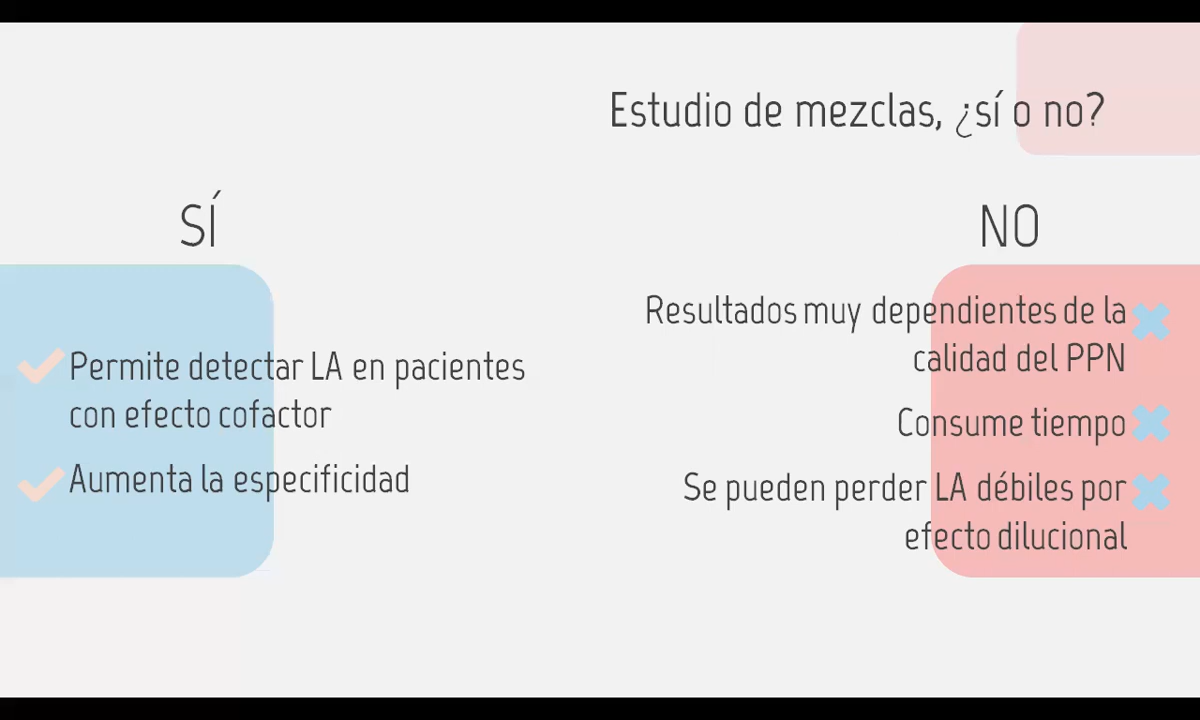 Estudio de mezclas, ¿sí o no?
SÍ
Permite detectar LA en pacientes
con efecto cofactor
Aumenta la especificidad
NO
Resultados muy dependientes de la
calidad del PPN
Consume tiempo
Se pueden perder LA débiles por
efecto dilucional